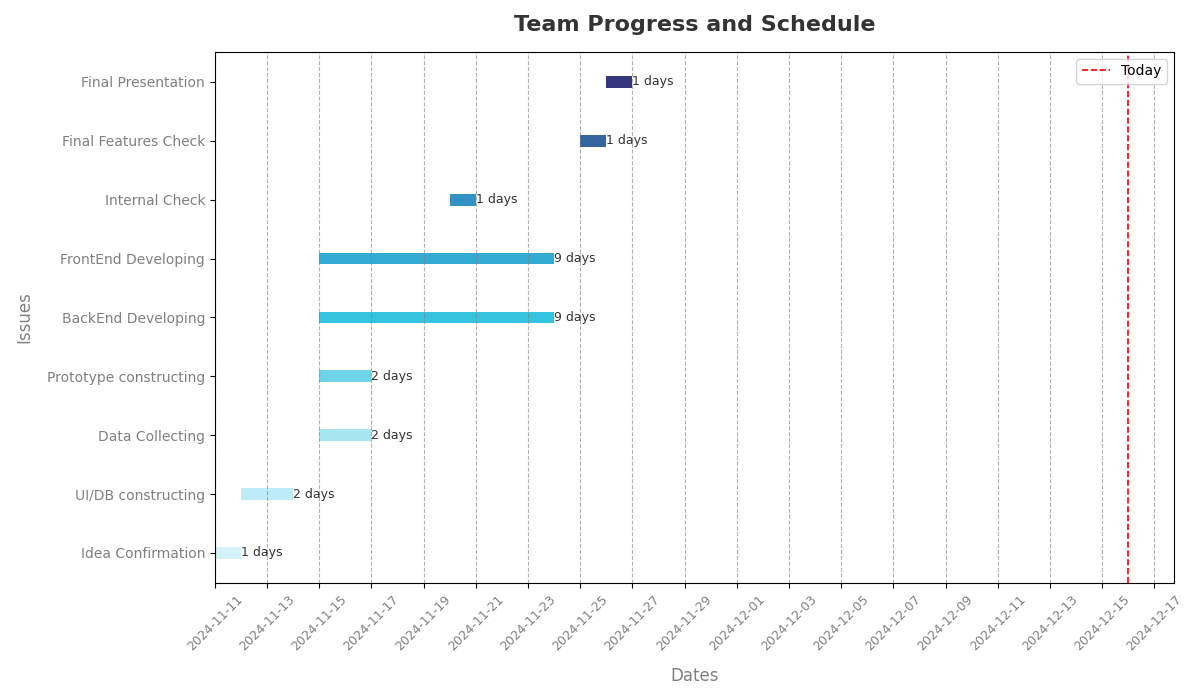 Team Progress and Schedule
Today
Final Presentation
1 days
Final Features Check
1 days
Internal Check
1 days
FrontEnd Developing
9 days
BackEnd Developing
9 days
Prototype constructing
2 days
Data Collecting
2 days
UI/DB constructing
2 days
Idea Confirmation
1 days
Issues
2024-11-11
2024-11-13
2024-11-15
2024-11-17
2024-11-19
2024-11-21
2024-11-23
2024-11-25
2024-11-27
2024-11-29
2024-12-01
2024-12-03
2024-12-05
2024-12-07
2024-12-09
2024-12-11
2024-12-13
2024-12-15
2024-12-17
Dates